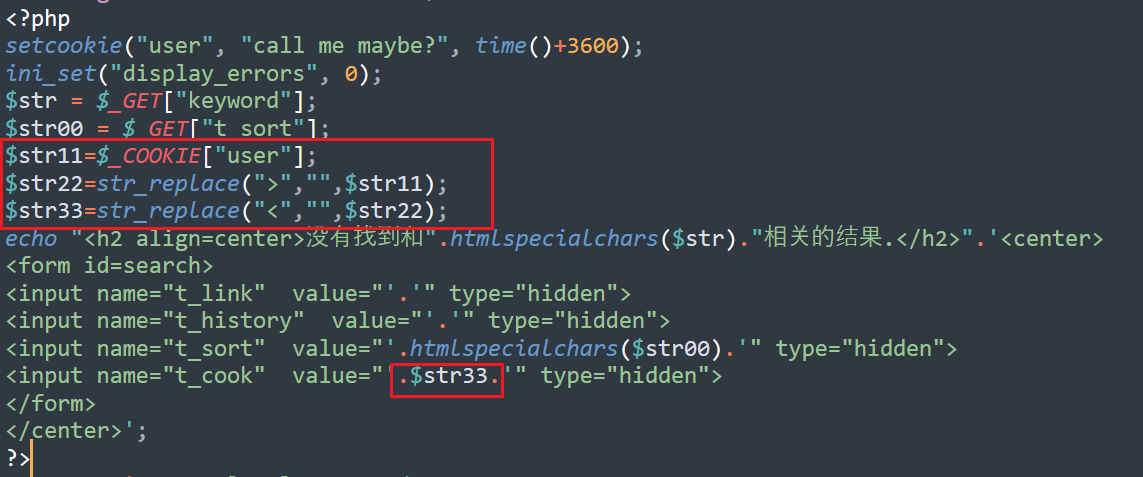 <?php
setcookie("user", "call me maybe?", time()+3600);
ini_set("display_errors", 0);
$str = $_GET["keyword"];
$str00 = $_GET["t_sort"];
$str11=$_COOKIE["user"];
$str22=str_replace(">","",$str11);
$str33=str_replace("<","",$str22);
echo "<h2 align=center>没有找到和".htmlspecialchars($str)."相关的结果.</h2>".'<center>
<form id=search>
<input name="t_link"  value="'.'" type="hidden">
<input name="t_history"  value="'.'" type="hidden">
<input name="t_sort"  value="'.htmlspecialchars($str00).'" type="hidden">
<input name="t_cook"  value="'.$str33.'" type="hidden">
</form>
</center>';
?>